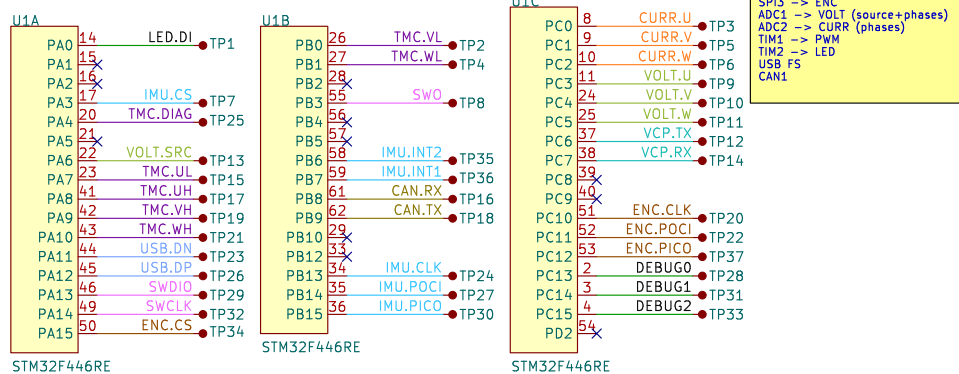 U1A
PA0 14 LED.DI TP1
PA1 15
PA2 16
PA3 17 IMU.CS TP7
PA4 20 TMC.DIAG TP25
PA5 21
PA6 22 VOLT.SRC TP13
PA7 23 TMC.UL TP15
PA8 41 TMC.UH TP17
PA9 42 TMC.VH TP19
PA10 43 TMC.WH TP21
PA11 44 USB.DN TP23
PA12 45 USB.DP TP26
PA13 46 SWDIO TP29
PA14 49 SWCLK TP32
PA15 50 ENC.CS TP34
STM32F446RE
U1B
PB0 26 TMC.VL TP2
PB1 27 TMC.WL TP4
PB2 28
PB3 55 SWO TP8
PB4 56
PB5 57
PB6 58 IMU.INT2 TP35
PB7 59 IMU.INT1 TP36
PB8 61 CAN.RX TP16
PB9 62 CAN.TX TP18
PB10 29
PB12 33
PB13 34 IMU.CLK TP24
PB14 35 IMU.POCI TP27
PB15 36 IMU.PICO TP30
STM32F446RE
U1C
PC0 8 CURR.U TP3
PC1 9 CURR.V TP5
PC2 10 CURR.W TP6
PC3 11 VOLT.U TP9
PC4 24 VOLT.V TP10
PC5 25 VOLT.W TP11
PC6 37 VCP.TX TP12
PC7 38 VCP.RX TP14
PC8 39
PC9 40
PC10 51 ENC.CLK TP20
PC11 52 ENC.POCI TP22
PC12 53 ENC.PICO TP37
PC13 2 DEBUG0 TP28
PC14 3 DEBUG1 TP31
PC15 4 DEBUG2 TP33
PD2 54
STM32F446RE
SPI3 -> ENC
ADC1 -> VOLT (source+phases)
ADC2 -> CURR (phases)
TIM1 -> PWM
TIM2 -> LED
USB FS
CAN1